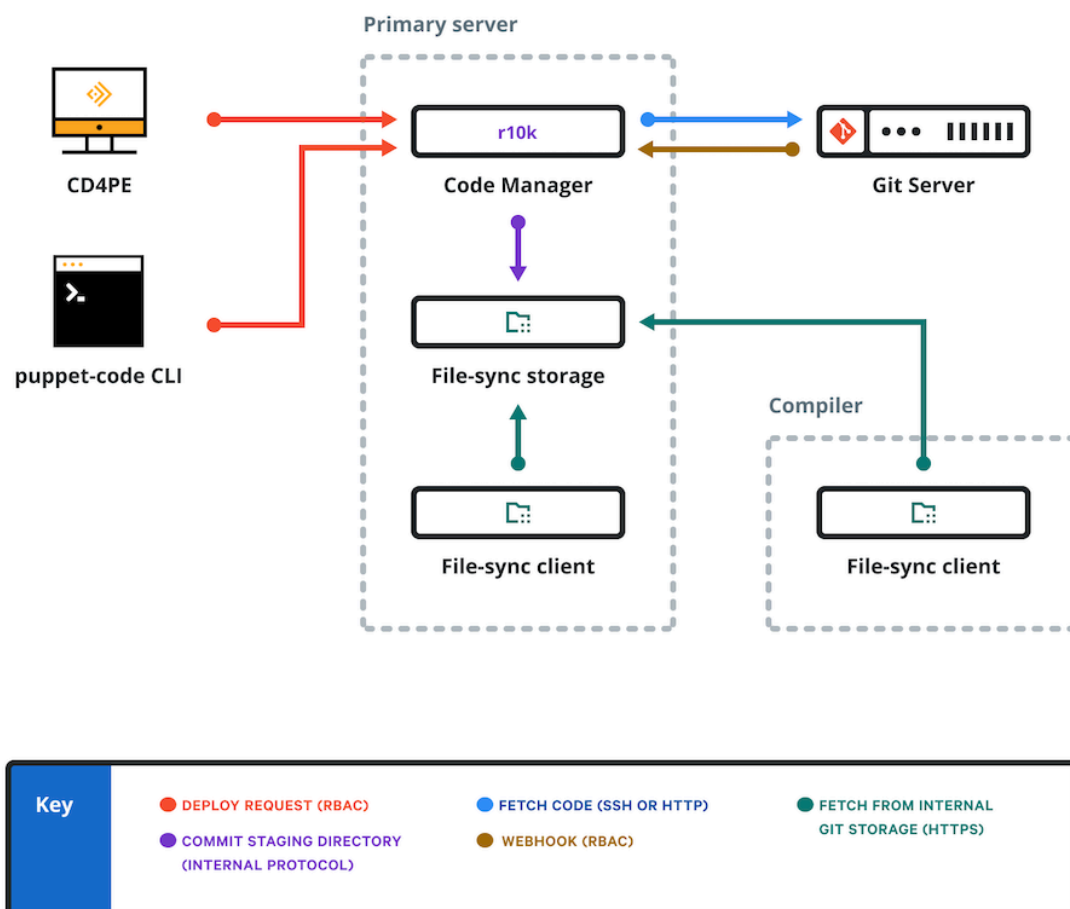 Primary server
r10k
CD4PE
Code Manager
Git Server
puppet-code CLI
File-sync storage
Compiler
File-sync client
File-sync client
Key
DEPLOY REQUEST (RBAC)
FETCH CODE (SSH OR HTTP)
FETCH FROM INTERNAL
GIT STORAGE (HTTPS)
COMMIT STAGING DIRECTORY
(INTERNAL PROTOCOL)
WEBHOOK (RBAC)